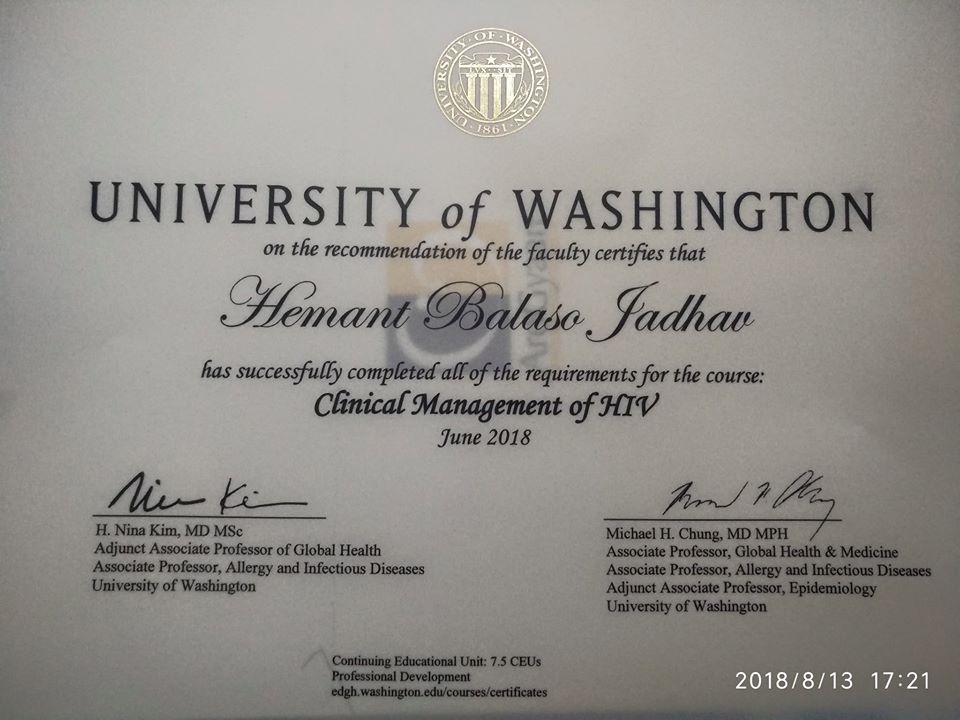 UNIVERSITY OF WASHINGTON
LVX SIT
1861
UNIVERSITY of WASHINGTON
on the recommendation of the faculty certifies that
Hemant Balaso Jadhav
has successfully completed all of the requirements for the course:
Clinical Management of HIV
June 2018
H. Nina Kim, MD MSc
Adjunct Associate Professor of Global Health
Associate Professor, Allergy and Infectious Diseases
University of Washington
Michael H. Chung, MD MPH
Associate Professor, Global Health & Medicine
Associate Professor, Allergy and Infectious Diseases
Adjunct Associate Professor, Epidemiology
University of Washington
Continuing Educational Unit: 7.5 CEUs
Professional Development
edgh.washington.edu/courses/certificates
2018/8/13 17:21